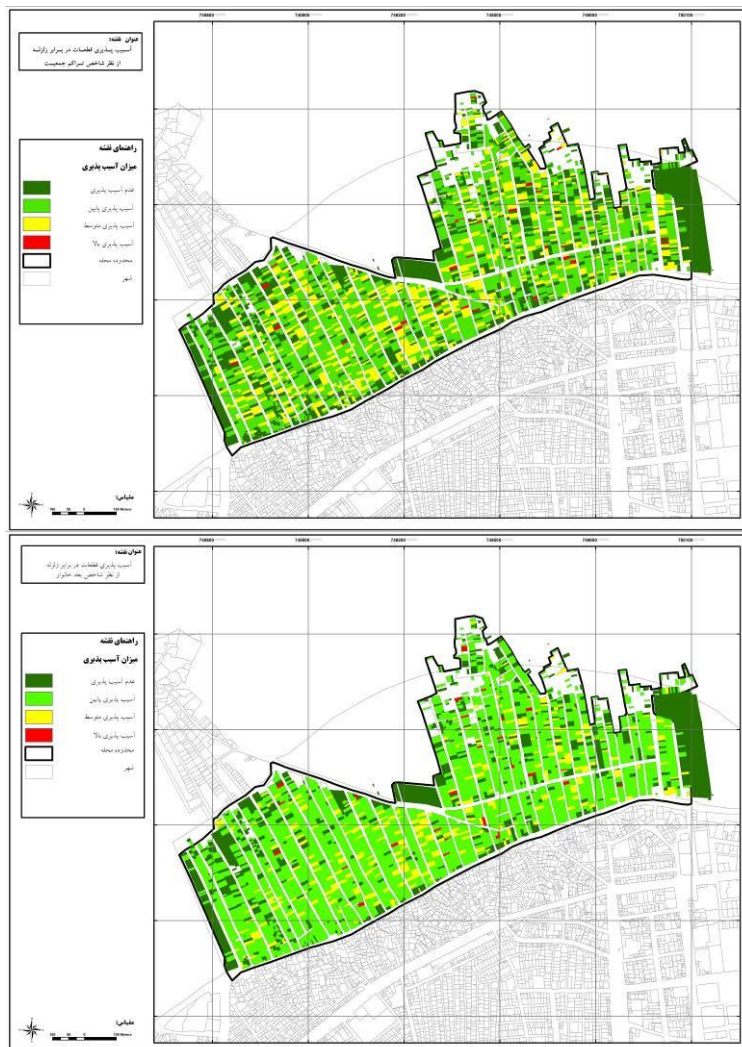 عنوان نقشه:
آسیب پذیری قطعات در برابر زلزله
از نظر شاخص تراکم جمعیت
راهنمای نقشه
میزان آسیب پذیری
عدم آسیب پذیری
آسیب پذیری پایین
آسیب پذیری متوسط
آسیب پذیری بالا
محدوده محله
شهر
مقیاس:
عنوان نقشه:
آسیب پذیری قطعات در برابر زلزله
از نظر شاخص بعد خانوار
راهنمای نقشه
میزان آسیب پذیری
عدم آسیب پذیری
آسیب پذیری پایین
آسیب پذیری متوسط
آسیب پذیری بالا
محدوده محله
شهر
مقیاس: